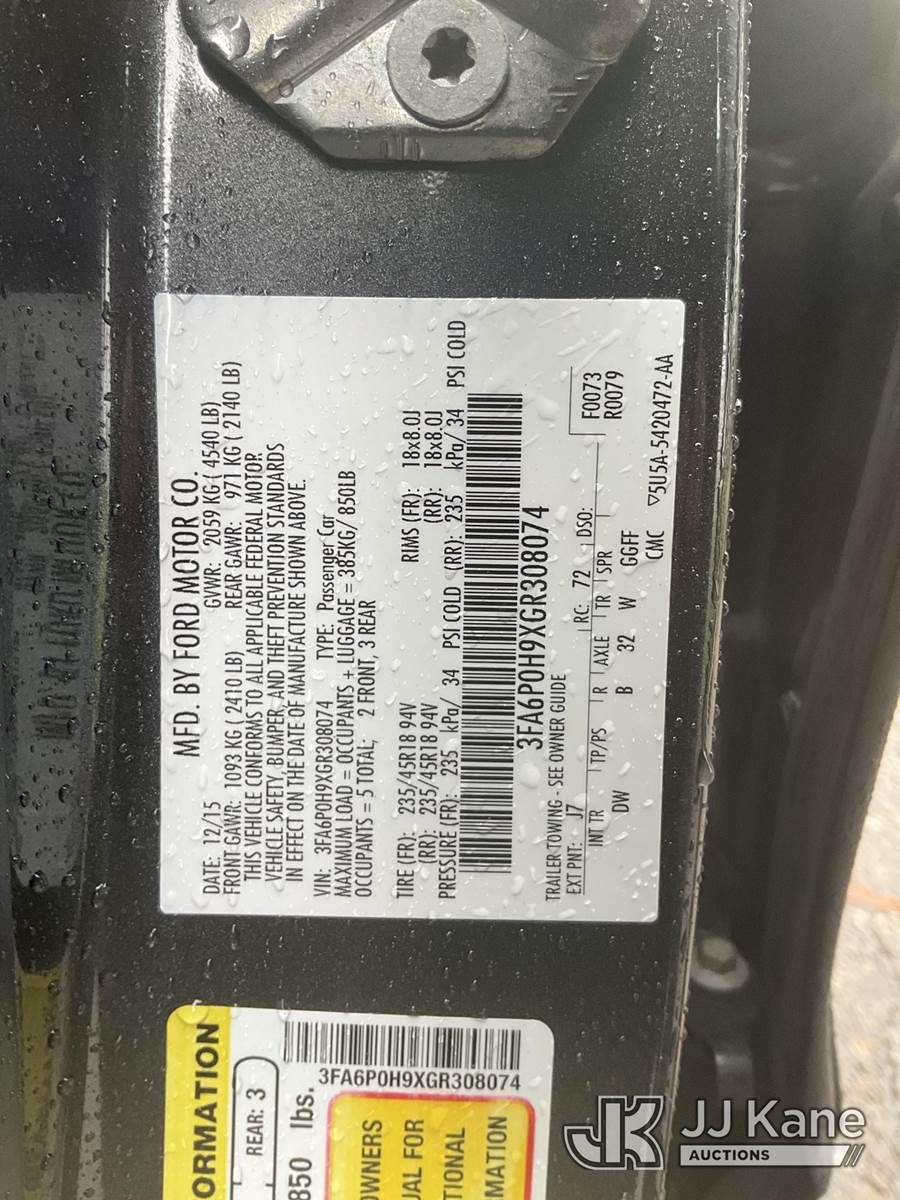 MFD. BY FORD MOTOR CO.
DATE: 12/15 GVWR: 2059 KG ( 4540 LB)
FRONT GAWR: 1093 KG ( 2410 LB) REAR GAWR: 971 KG ( 2140 LB)
THIS VEHICLE CONFORMS TO ALL APPLICABLE FEDERAL MOTOR
VEHICLE SAFETY, BUMPER, AND THEFT PREVENTION STANDARDS
IN EFFECT ON THE DATE OF MANUFACTURE SHOWN ABOVE.
VIN: 3FA6P0H9XGR308074 TYPE: Passenger Car
MAXIMUM LOAD = OCCUPANTS + LUGGAGE = 385KG/ 850LB
OCCUPANTS = 5 TOTAL; 2 FRONT, 3 REAR
TIRE (FR): 235/45R18 94V RIMS (FR): 18x8.0J
(RR): 235/45R18 94V (RR): 18x8.0J
PRESSURE (FR): 235 kPa/ 34 PSI COLD (RR): 235 kPa/ 34 PSI COLD
3FA6P0H9XGR308074
TRAILER TOWING - SEE OWNER GUIDE
EXT PNT: J7 RC: 72 DSO: F0073
R0079
INT TR TP/PS R AXLE TR SPR
DW B 32 W GGFF
CMC ▽5U5A-5420472-AA
ORMATION
REAR: 3
850 lbs.
3FA6P0H9XGR308074
OWNERS
UAL FOR
TIONAL
MATION
JK JJ Kane
AUCTIONS